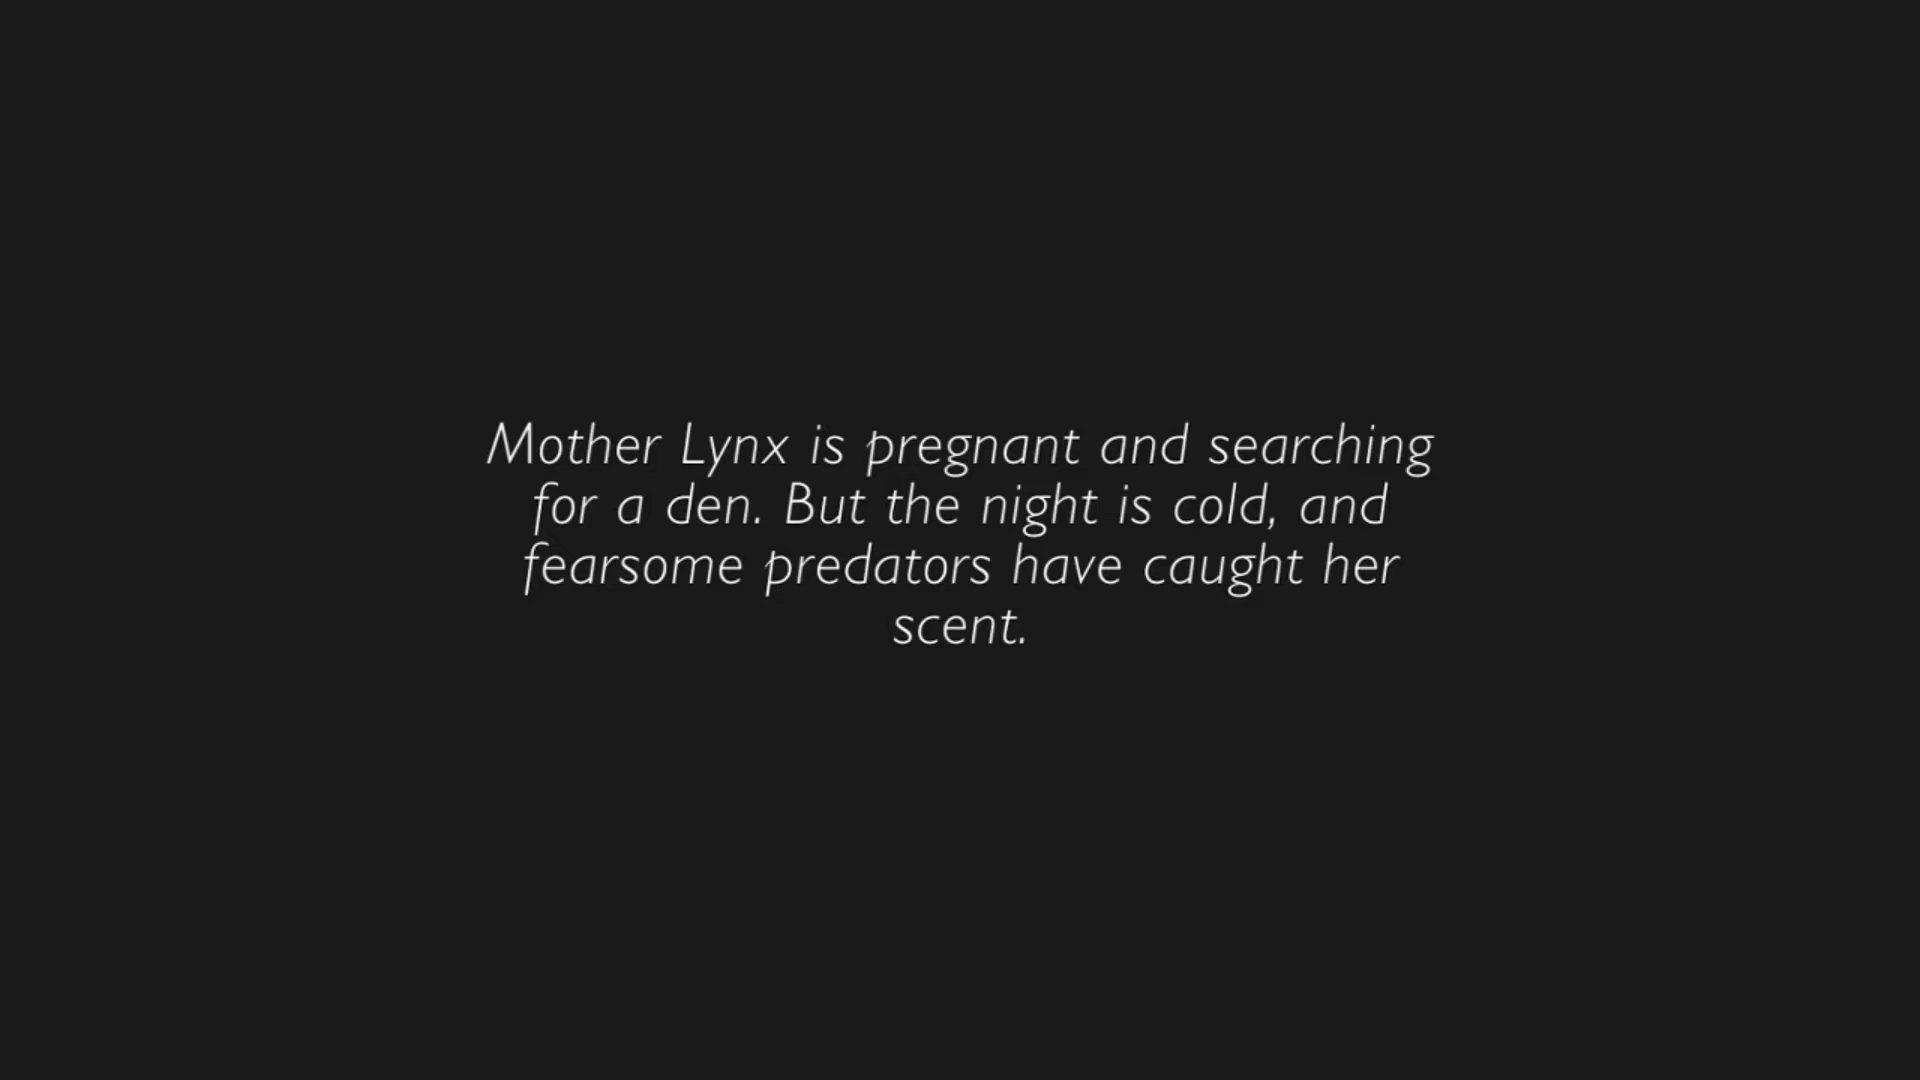 Mother Lynx is pregnant and searching
for a den. But the night is cold, and
fearsome predators have caught her
scent.